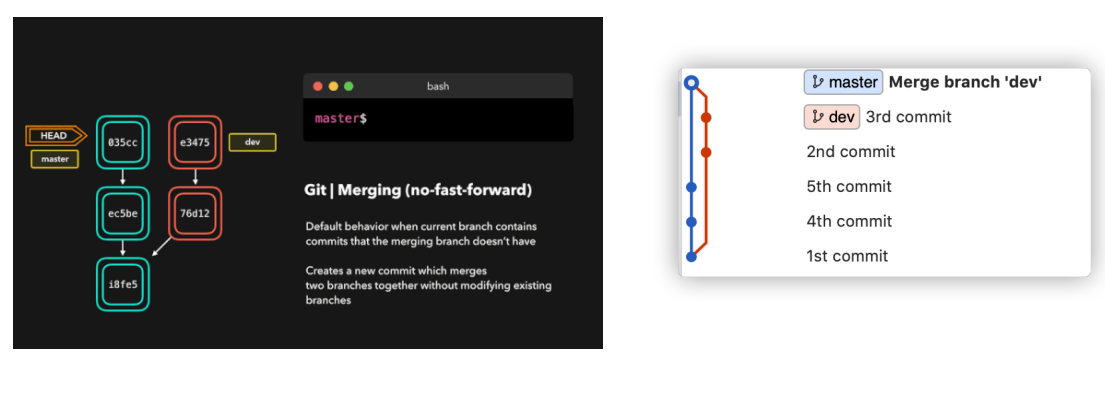 bash
master$
HEAD
master
035cc
e3475
dev
ec5be
76d12
i8fe5
Git | Merging (no-fast-forward)
Default behavior when current branch contains
commits that the merging branch doesn't have
Creates a new commit which merges
two branches together without modifying existing
branches
master Merge branch 'dev'
dev 3rd commit
2nd commit
5th commit
4th commit
1st commit